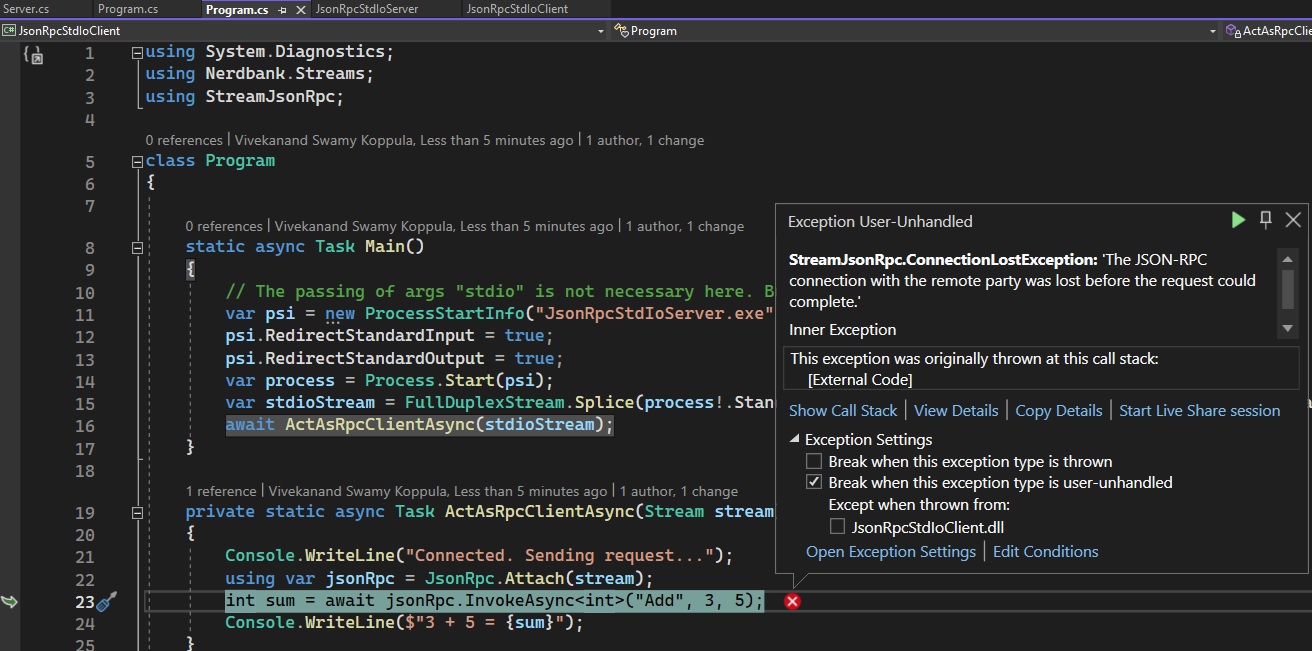 Server.cs Program.cs Program.cs JsonRpcStdIoServer JsonRpcStdIoClient
C# JsonRpcStdIoClient Program ActAsRpcClie
1 using System.Diagnostics;
2 using Nerdbank.Streams;
3 using StreamJsonRpc;
4
0 references | Vivekanand Swamy Koppula, Less than 5 minutes ago | 1 author, 1 change
5 class Program
6 {
7
0 references | Vivekanand Swamy Koppula, Less than 5 minutes ago | 1 author, 1 change
8 static async Task Main()
9 {
10 // The passing of args "stdio" is not necessary here. B
11 var psi = new ProcessStartInfo("JsonRpcStdIoServer.exe"
12 psi.RedirectStandardInput = true;
13 psi.RedirectStandardOutput = true;
14 var process = Process.Start(psi);
15 var stdioStream = FullDuplexStream.Splice(process!.Stan
16 await ActAsRpcClientAsync(stdioStream);
17 }
18
1 reference | Vivekanand Swamy Koppula, Less than 5 minutes ago | 1 author, 1 change
19 private static async Task ActAsRpcClientAsync(Stream stream
20 {
21 Console.WriteLine("Connected. Sending request...");
22 using var jsonRpc = JsonRpc.Attach(stream);
23 int sum = await jsonRpc.InvokeAsync<int>("Add", 3, 5);
24 Console.WriteLine($"3 + 5 = {sum}");
25 }
Exception User-Unhandled
StreamJsonRpc.ConnectionLostException: 'The JSON-RPC
connection with the remote party was lost before the request could
complete.'
Inner Exception
This exception was originally thrown at this call stack:
[External Code]
Show Call Stack | View Details | Copy Details | Start Live Share session
Exception Settings
Break when this exception type is thrown
Break when this exception type is user-unhandled
Except when thrown from:
JsonRpcStdIoClient.dll
Open Exception Settings | Edit Conditions